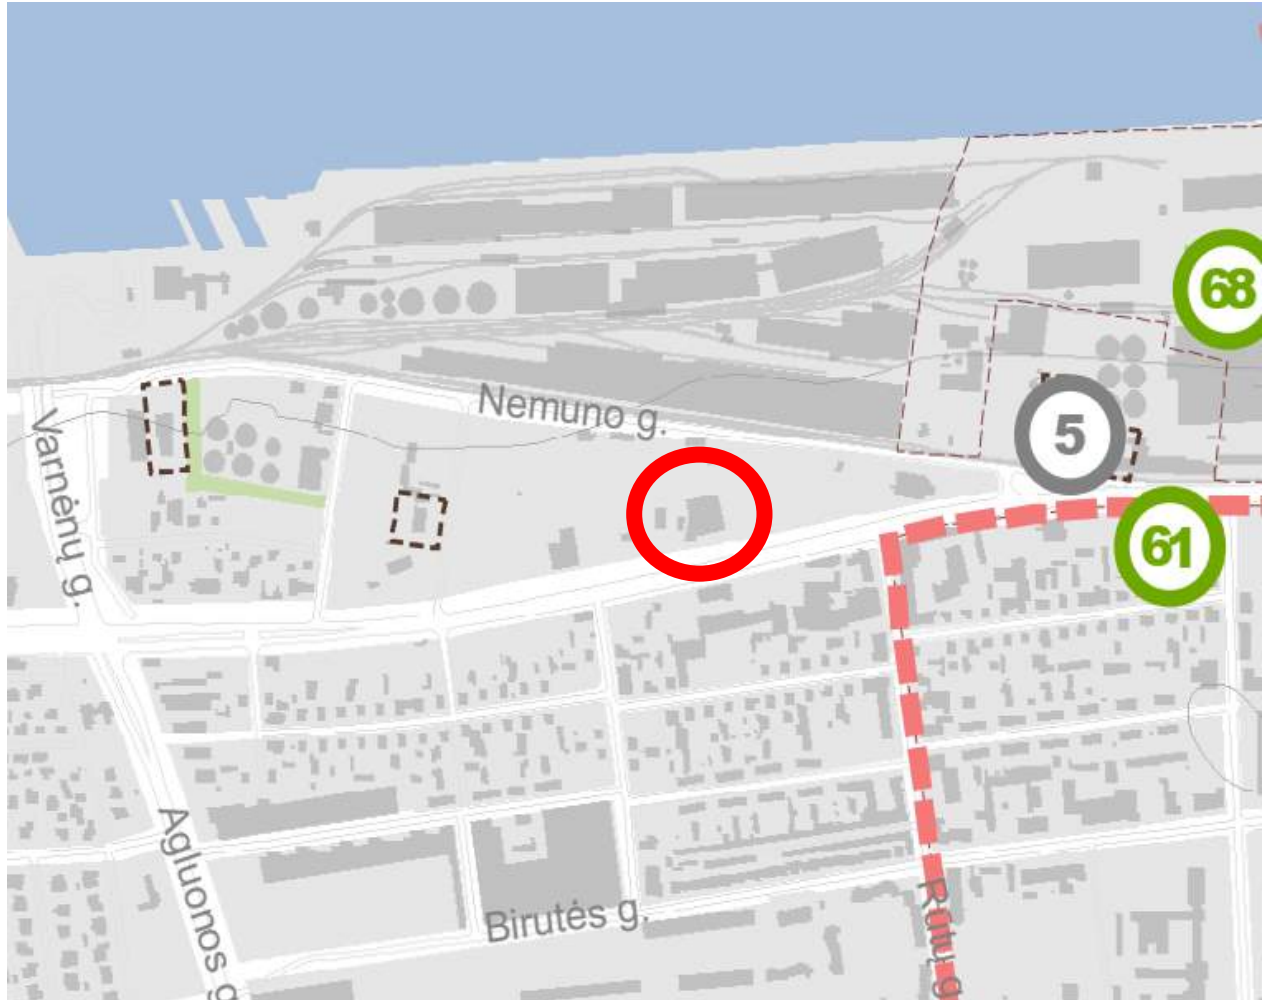 68
Nemuno g.
5
Varnėnų g.
61
Agluonos g
Birutės g.
Rūtų g.